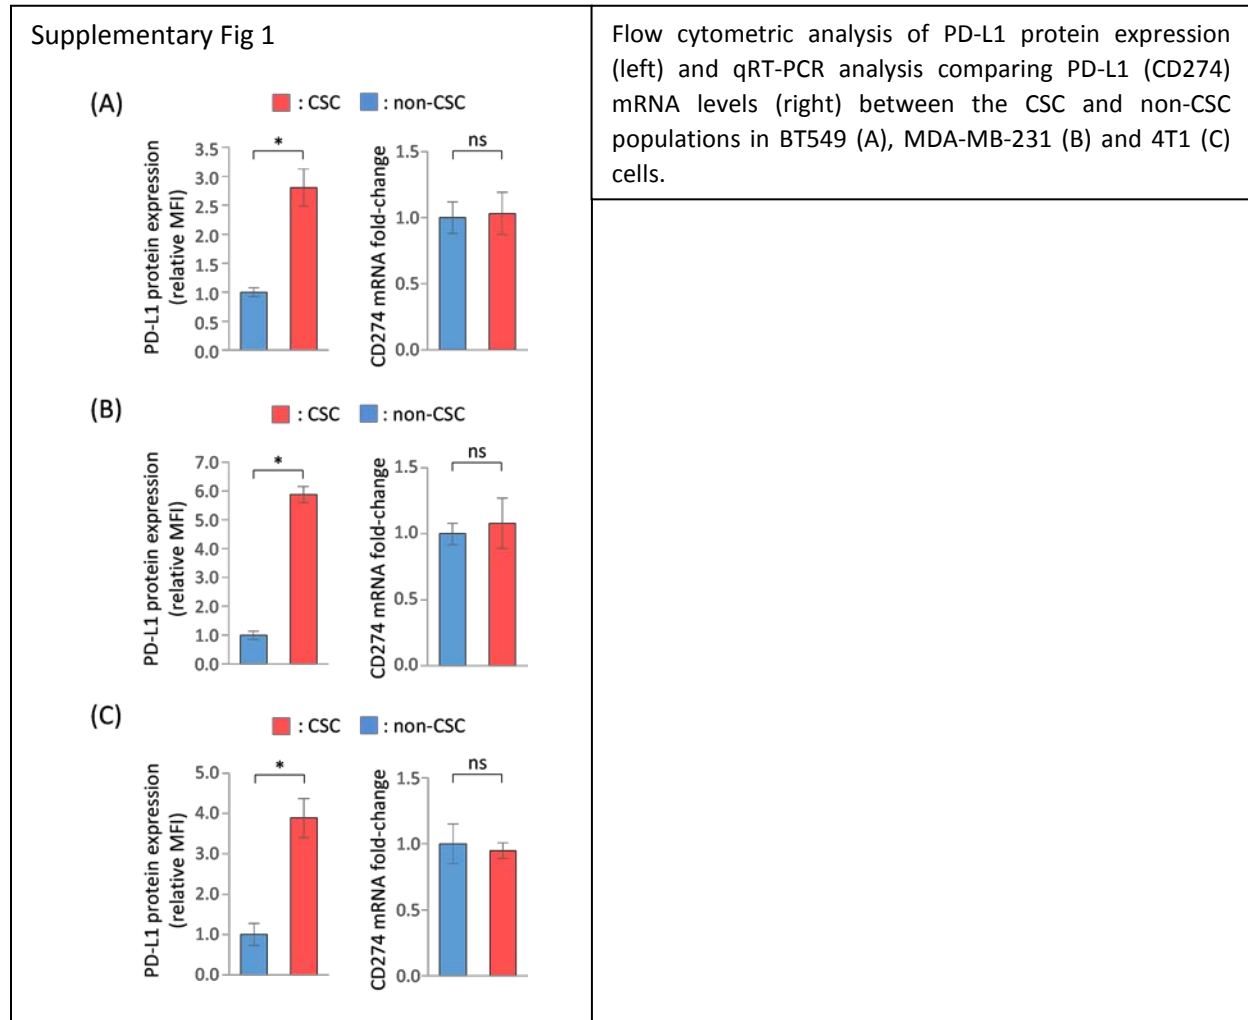 Supplementary Fig 1
Flow cytometric analysis of PD-L1 protein expression
(left) and qRT-PCR analysis comparing PD-L1 (CD274)
mRNA levels (right) between the CSC and non-CSC
populations in BT549 (A), MDA-MB-231 (B) and 4T1 (C)
cells.
(A)
: CSC : non-CSC
PD-L1 protein expression
(relative MFI)
3.5
3.0
2.5
2.0
1.5
1.0
0.5
0.0
*
CD274 mRNA fold-change
1.5
1.0
0.5
0.0
ns
(B)
: CSC : non-CSC
PD-L1 protein expression
(relative MFI)
7.0
6.0
5.0
4.0
3.0
2.0
1.0
0.0
*
CD274 mRNA fold-change
1.5
1.0
0.5
0.0
ns
(C)
: CSC : non-CSC
PD-L1 protein expression
(relative MFI)
5.0
4.0
3.0
2.0
1.0
0.0
*
CD274 mRNA fold-change
1.5
1.0
0.5
0.0
ns